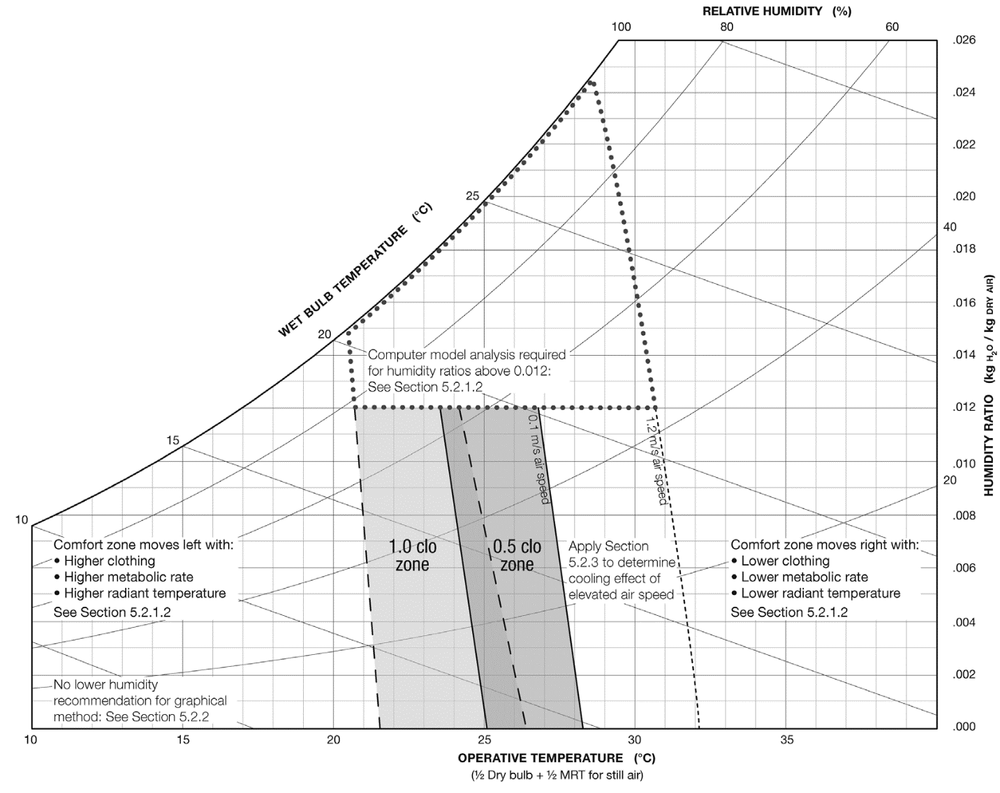 RELATIVE HUMIDITY (%)
100 80 60
.026
.024
.022
25
.020
WET BULB TEMPERATURE (°C)
40
.018
.016
20
Computer model analysis required
for humidity ratios above 0.012:
See Section 5.2.1.2
.014
.012
HUMIDITY RATIO (kg H₂O / kg DRY AIR)
0.1 m/s air speed
1.2 m/s air speed
15
.010
20
10
.008
Comfort zone moves left with:
• Higher clothing
• Higher metabolic rate
• Higher radiant temperature
See Section 5.2.1.2
1.0 clo
zone
0.5 clo
zone
Apply Section
5.2.3 to determine
cooling effect of
elevated air speed
Comfort zone moves right with:
• Lower clothing
• Lower metabolic rate
• Lower radiant temperature
See Section 5.2.1.2
.006
.004
.002
No lower humidity
recommendation for graphical
method: See Section 5.2.2
.000
10 15 20 25 30 35
OPERATIVE TEMPERATURE (°C)
(½ Dry bulb + ½ MRT for still air)